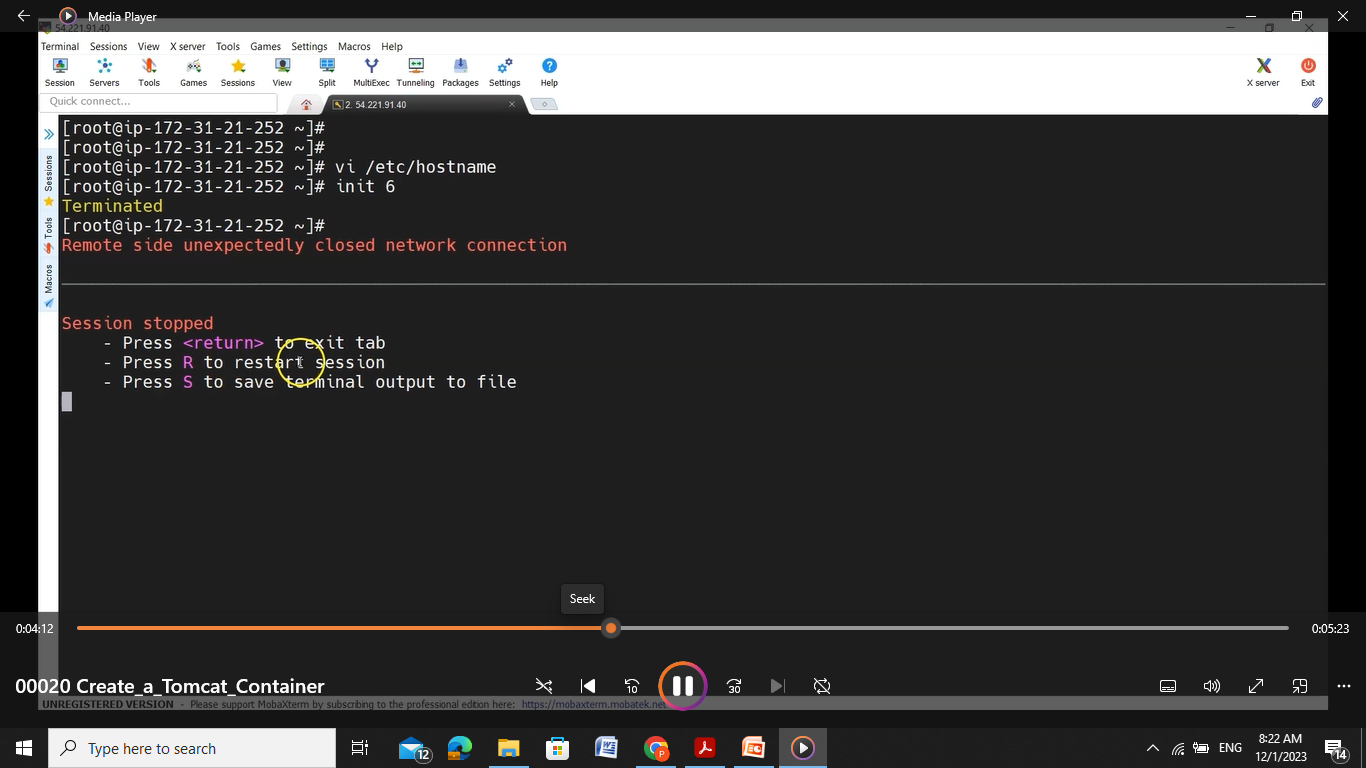 Media Player
54.221.91.40
Terminal Sessions View X server Tools Games Settings Macros Help
Session Servers Tools Games Sessions View Split MultiExec Tunneling Packages Settings Help X server Exit
Quick connect...
2. 54.221.91.40
[root@ip-172-31-21-252 ~]#
[root@ip-172-31-21-252 ~]#
[root@ip-172-31-21-252 ~]# vi /etc/hostname
[root@ip-172-31-21-252 ~]# init 6
Terminated
[root@ip-172-31-21-252 ~]#
Remote side unexpectedly closed network connection
Session stopped
- Press <return> to exit tab
- Press R to restart session
- Press S to save terminal output to file
Sessions
Tools
Macros
Seek
0:04:12
0:05:23
00020 Create_a_Tomcat_Container
10
30
UNREGISTERED VERSION - Please support MobaXterm by subscribing to the professional edition here: https://mobaxterm.mobatek.net
Type here to search
12
ENG
8:22 AM
12/1/2023
14